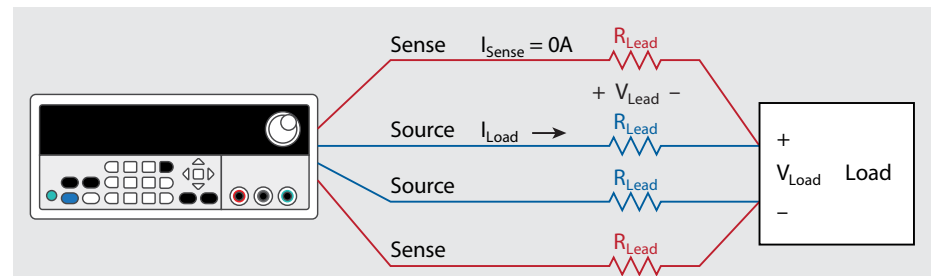 Sense I_Sense = 0A R_Lead
+ V_Lead –
Source I_Load → R_Lead
Source R_Lead
Sense R_Lead
+
V_Load Load
–